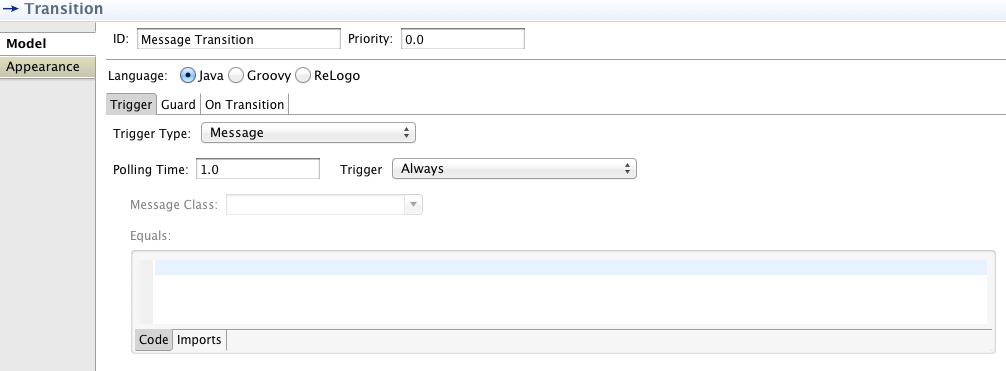 Transition
Model
Appearance
ID: Message Transition Priority: 0.0
Language: Java Groovy ReLogo
Trigger Guard On Transition
Trigger Type: Message
Polling Time: 1.0 Trigger Always
Message Class:
Equals:
Code Imports